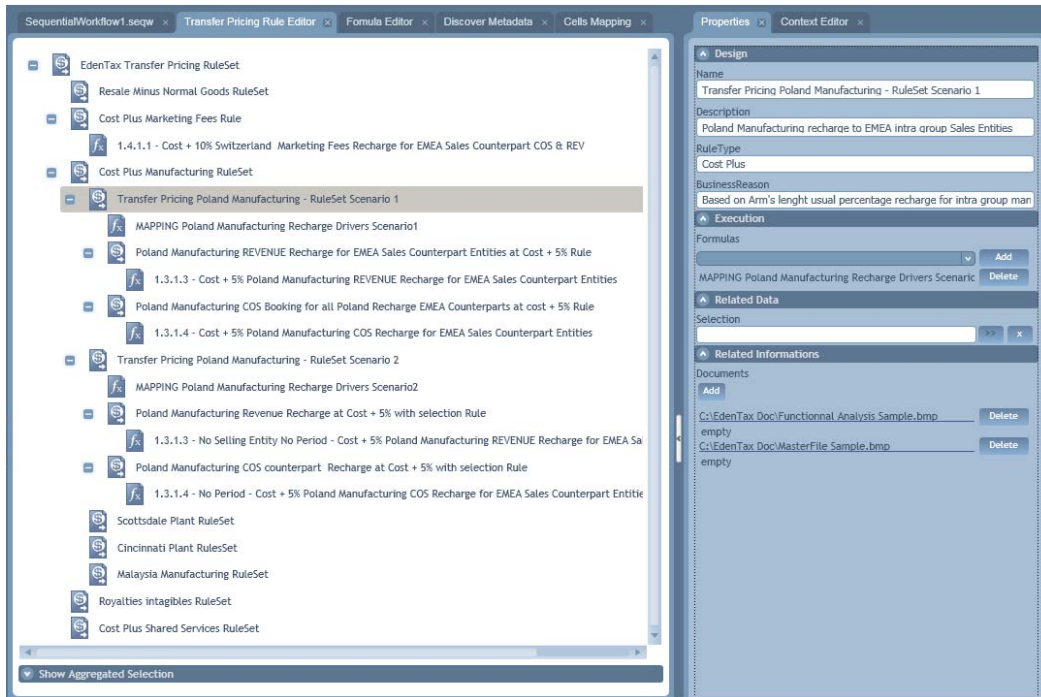 SequentialWorkflow1.seqw × Transfer Pricing Rule Editor × Fomula Editor × Discover Metadata × Cells Mapping ×
EdenTax Transfer Pricing RuleSet
Resale Minus Normal Goods RuleSet
Cost Plus Marketing Fees Rule
1.4.1.1 - Cost + 10% Switzerland Marketing Fees Recharge for EMEA Sales Counterpart COS & REV
Cost Plus Manufacturing RuleSet
Transfer Pricing Poland Manufacturing - RuleSet Scenario 1
MAPPING Poland Manufacturing Recharge Drivers Scenario1
Poland Manufacturing REVENUE Recharge for EMEA Sales Counterpart Entities at Cost + 5% Rule
1.3.1.3 - Cost + 5% Poland Manufacturing REVENUE Recharge for EMEA Sales Counterpart Entities
Poland Manufacturing COS Booking for all Poland Recharge EMEA Counterparts at cost + 5% Rule
1.3.1.4 - Cost + 5% Poland Manufacturing COS Recharge for EMEA Sales Counterpart Entities
Transfer Pricing Poland Manufacturing - RuleSet Scenario 2
MAPPING Poland Manufacturing Recharge Drivers Scenario2
Poland Manufacturing Revenue Recharge at Cost + 5% with selection Rule
1.3.1.3 - No Selling Entity No Period - Cost + 5% Poland Manufacturing REVENUE Recharge for EMEA Sa
Poland Manufacturing COS counterpart Recharge at Cost + 5% with selection Rule
1.3.1.4 - No Period - Cost + 5% Poland Manufacturing COS Recharge for EMEA Sales Counterpart Entitie
Scottsdale Plant RuleSet
Cincinnati Plant RulesSet
Malaysia Manufacturing RuleSet
Royalties intagibles RuleSet
Cost Plus Shared Services RuleSet
Show Aggregated Selection
Properties × Context Editor ×
Design
Name
Transfer Pricing Poland Manufacturing - RuleSet Scenario 1
Description
Poland Manufacturing recharge to EMEA intra group Sales Entities
RuleType
Cost Plus
BusinessReason
Based on Arm's lenght usual percentage recharge for intra group man
Execution
Formulas
Add
MAPPING Poland Manufacturing Recharge Drivers Scenaric Delete
Related Data
Selection
>> x
Related Informations
Documents
Add
C:\EdenTax Doc\Functionnal Analysis Sample.bmp Delete
empty
C:\EdenTax Doc\MasterFile Sample.bmp Delete
empty